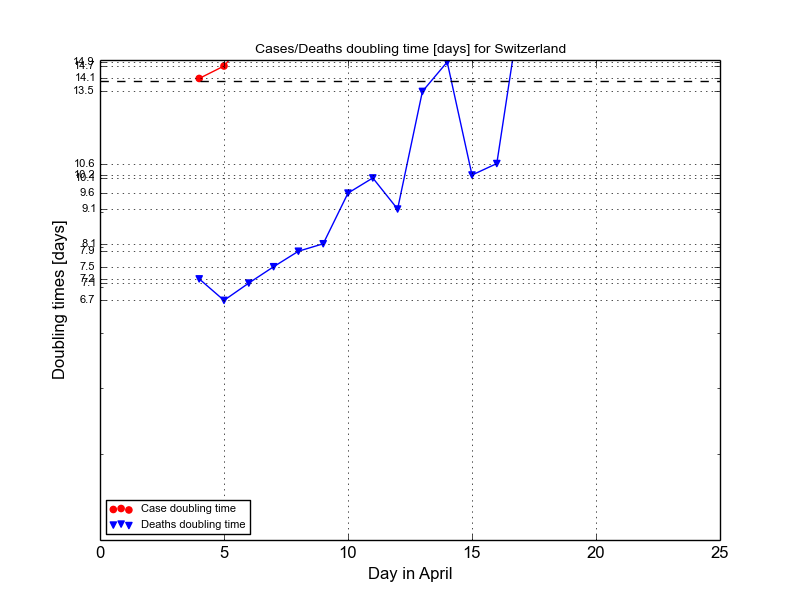 Cases/Deaths doubling time [days] for Switzerland
14.9
14.7
14.1
13.5
10.6
10.2
10.1
9.6
9.1
8.1
7.9
7.5
7.2
7.1
6.7
Doubling times [days]
Case doubling time
Deaths doubling time
0 5 10 15 20 25
Day in April